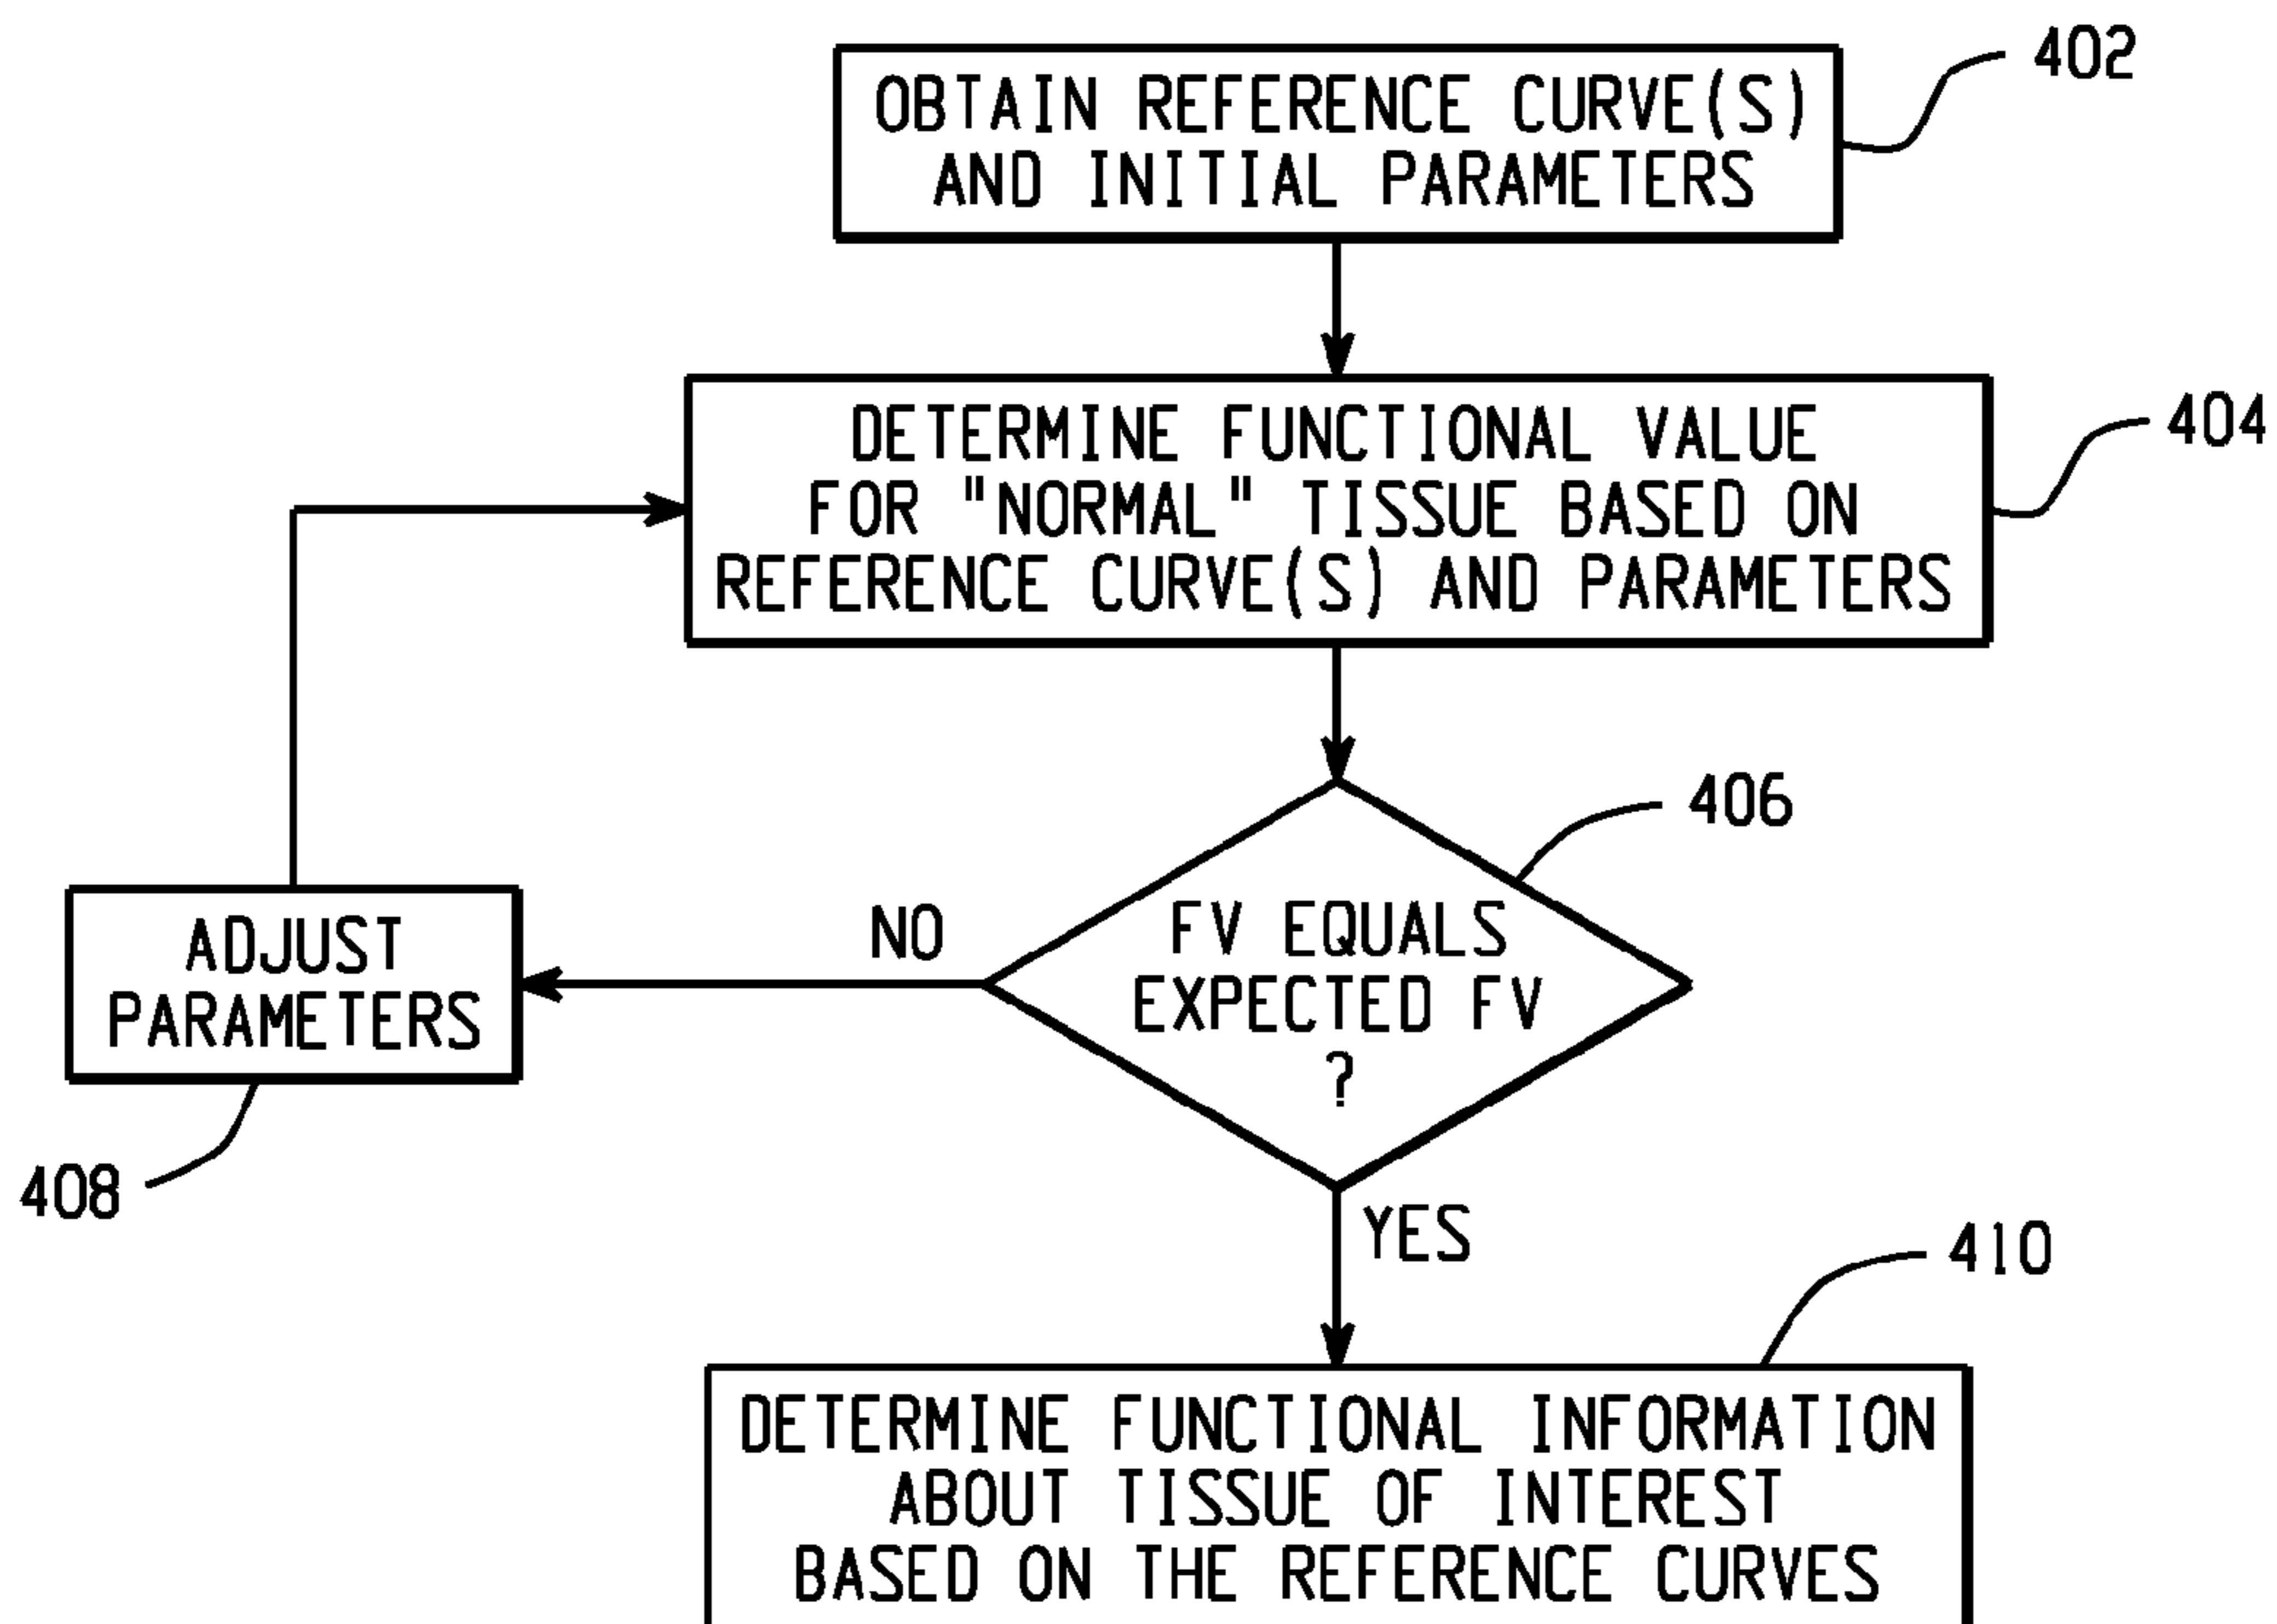 OBTAIN REFERENCE CURVE(S)
AND INITIAL PARAMETERS
402
DETERMINE FUNCTIONAL VALUE
FOR "NORMAL" TISSUE BASED ON
REFERENCE CURVE(S) AND PARAMETERS
404
406
FV EQUALS
EXPECTED FV
?
NO
ADJUST
PARAMETERS
408
YES
410
DETERMINE FUNCTIONAL INFORMATION
ABOUT TISSUE OF INTEREST
BASED ON THE REFERENCE CURVES